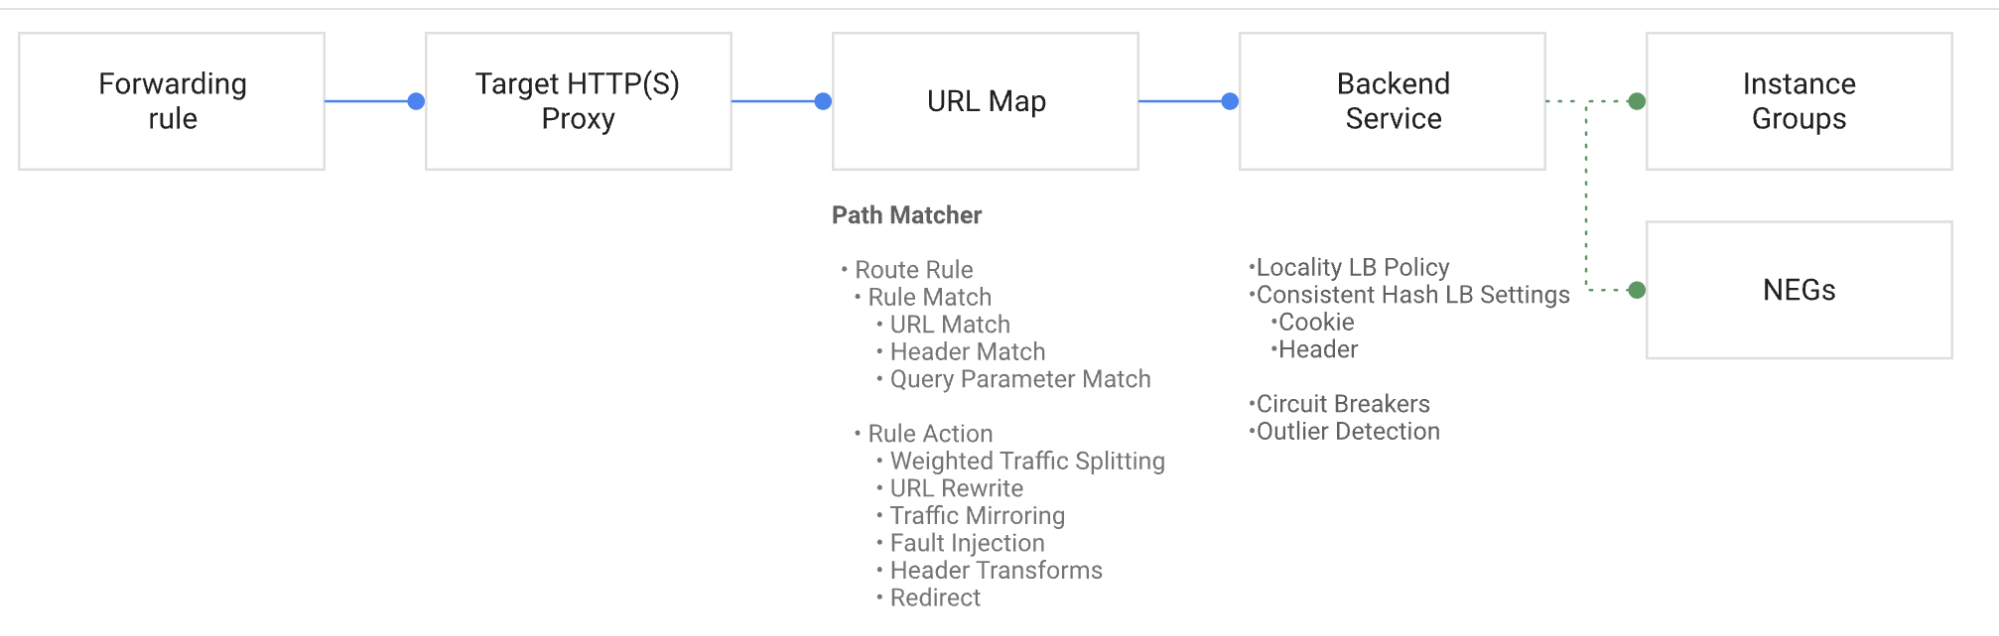 Forwarding
rule
Target HTTP(S)
Proxy
URL Map
Backend
Service
Instance
Groups
NEGs
Path Matcher
• Route Rule
• Rule Match
• URL Match
• Header Match
• Query Parameter Match
• Rule Action
• Weighted Traffic Splitting
• URL Rewrite
• Traffic Mirroring
• Fault Injection
• Header Transforms
• Redirect
•Locality LB Policy
•Consistent Hash LB Settings
•Cookie
•Header
•Circuit Breakers
•Outlier Detection